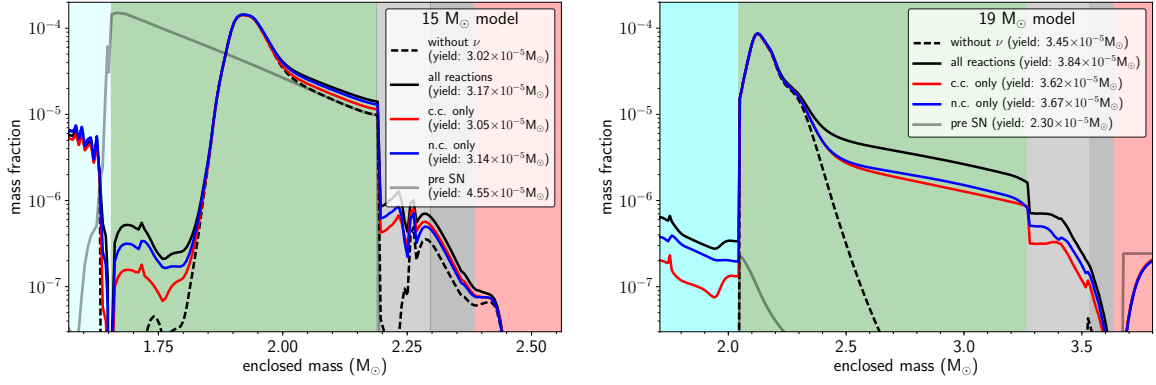 15 M⊙ model
without ν
(yield: 3.02×10⁻⁵M⊙)
all reactions
(yield: 3.17×10⁻⁵M⊙)
c.c. only
(yield: 3.05×10⁻⁵M⊙)
n.c. only
(yield: 3.14×10⁻⁵M⊙)
pre SN
(yield: 4.55×10⁻⁵M⊙)
mass fraction
10⁻⁴
10⁻⁵
10⁻⁶
10⁻⁷
1.75
2.00
2.25
2.50
enclosed mass (M⊙)
19 M⊙ model
without ν (yield: 3.45×10⁻⁵M⊙)
all reactions (yield: 3.84×10⁻⁵M⊙)
c.c. only (yield: 3.62×10⁻⁵M⊙)
n.c. only (yield: 3.67×10⁻⁵M⊙)
pre SN (yield: 2.30×10⁻⁵M⊙)
mass fraction
10⁻⁴
10⁻⁵
10⁻⁶
10⁻⁷
2.0
2.5
3.0
3.5
enclosed mass (M⊙)